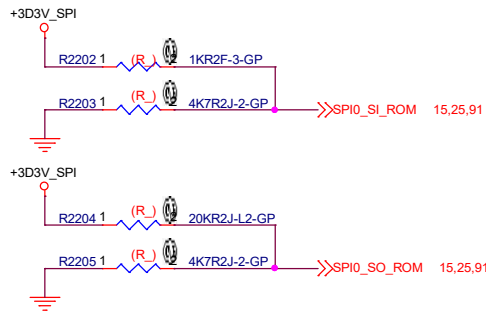 +3D3V_SPI
R2202 1 (R_) 2 1KR2F-3-GP
R2203 1 (R_) 2 4K7R2J-2-GP
SPI0_SI_ROM 15,25,91
+3D3V_SPI
R2204 1 (R_) 2 20KR2J-L2-GP
R2205 1 (R_) 2 4K7R2J-2-GP
SPI0_SO_ROM 15,25,91